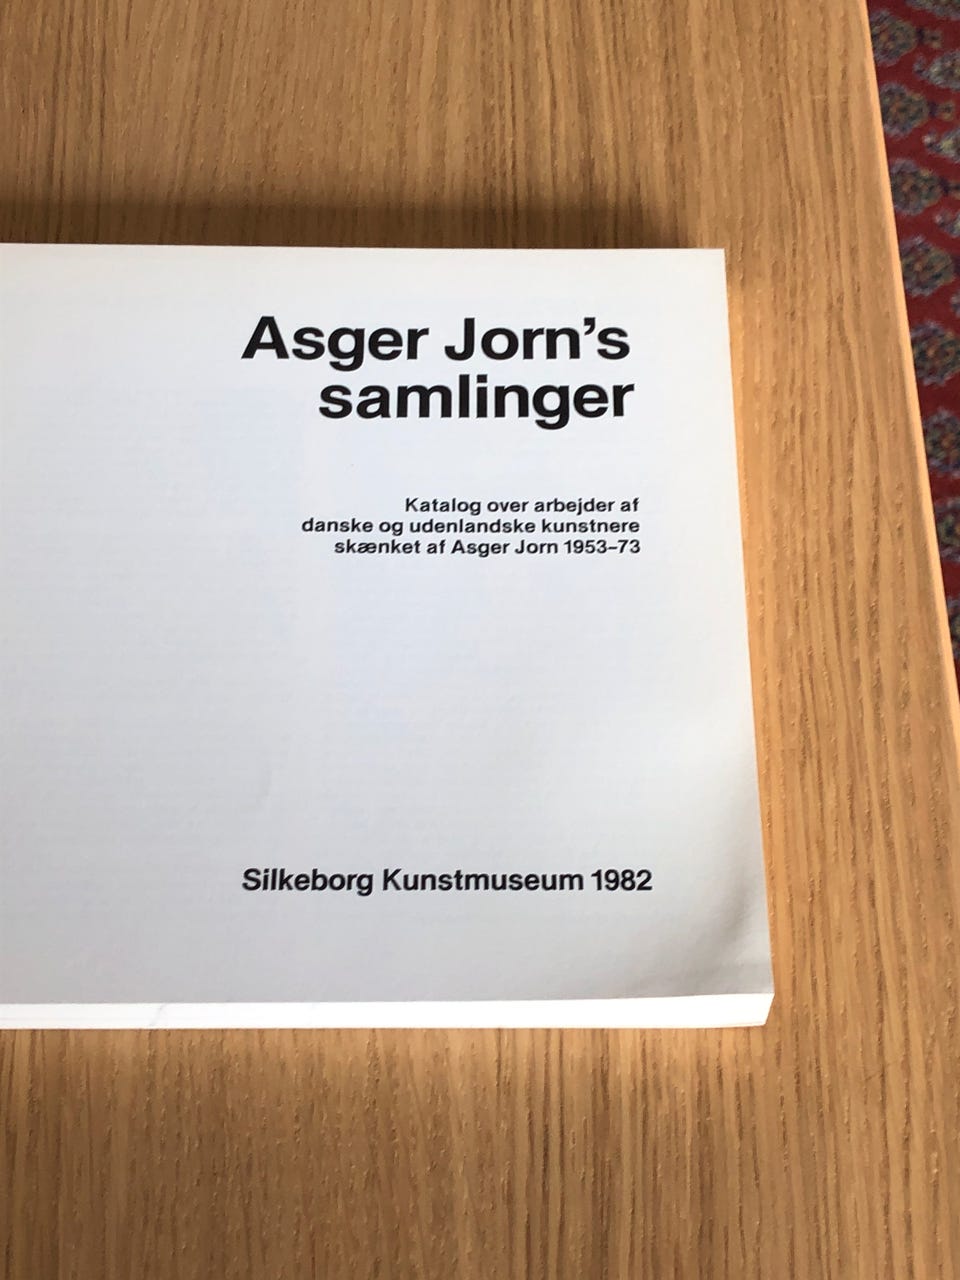 Asger Jorn’s
samlinger
Katalog over arbejder af
danske og udenlandske kunstnere
skænket af Asger Jorn 1953–73
Silkeborg Kunstmuseum 1982